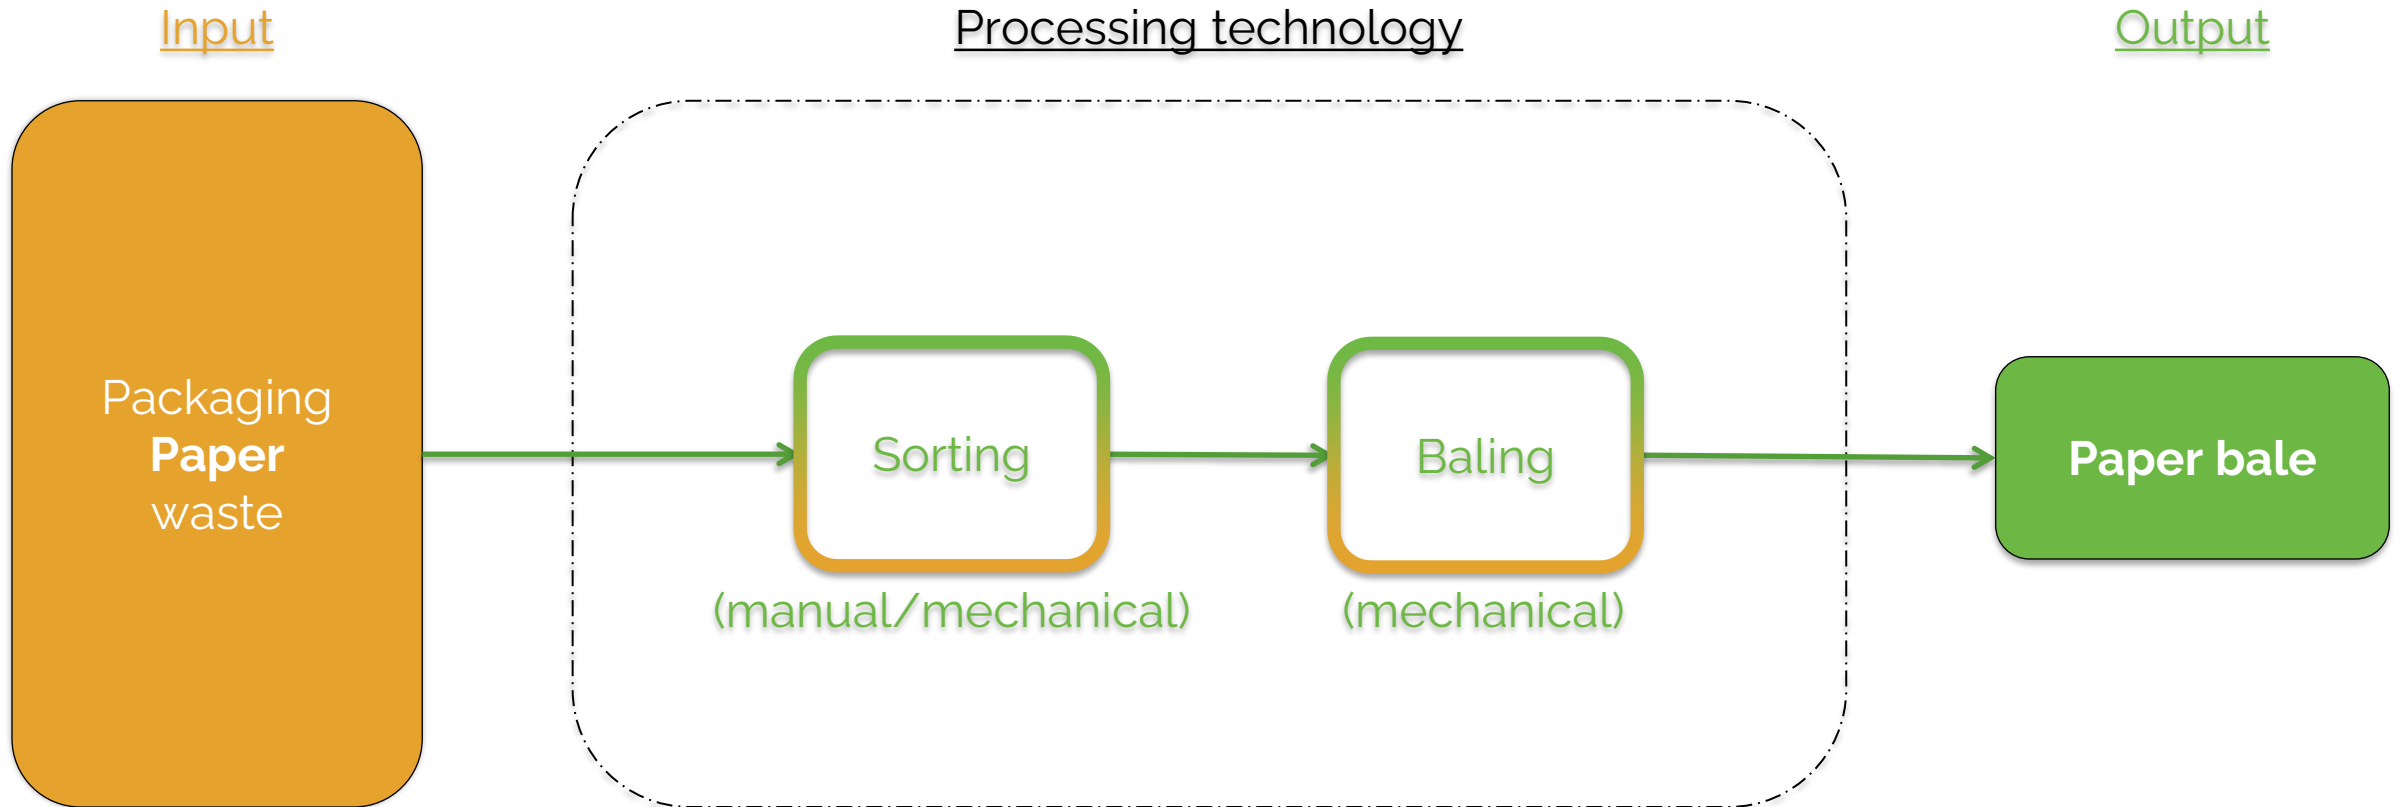 Input
Processing technology
Output
Packaging
Paper
waste
Sorting
(manual/mechanical)
Baling
(mechanical)
Paper bale